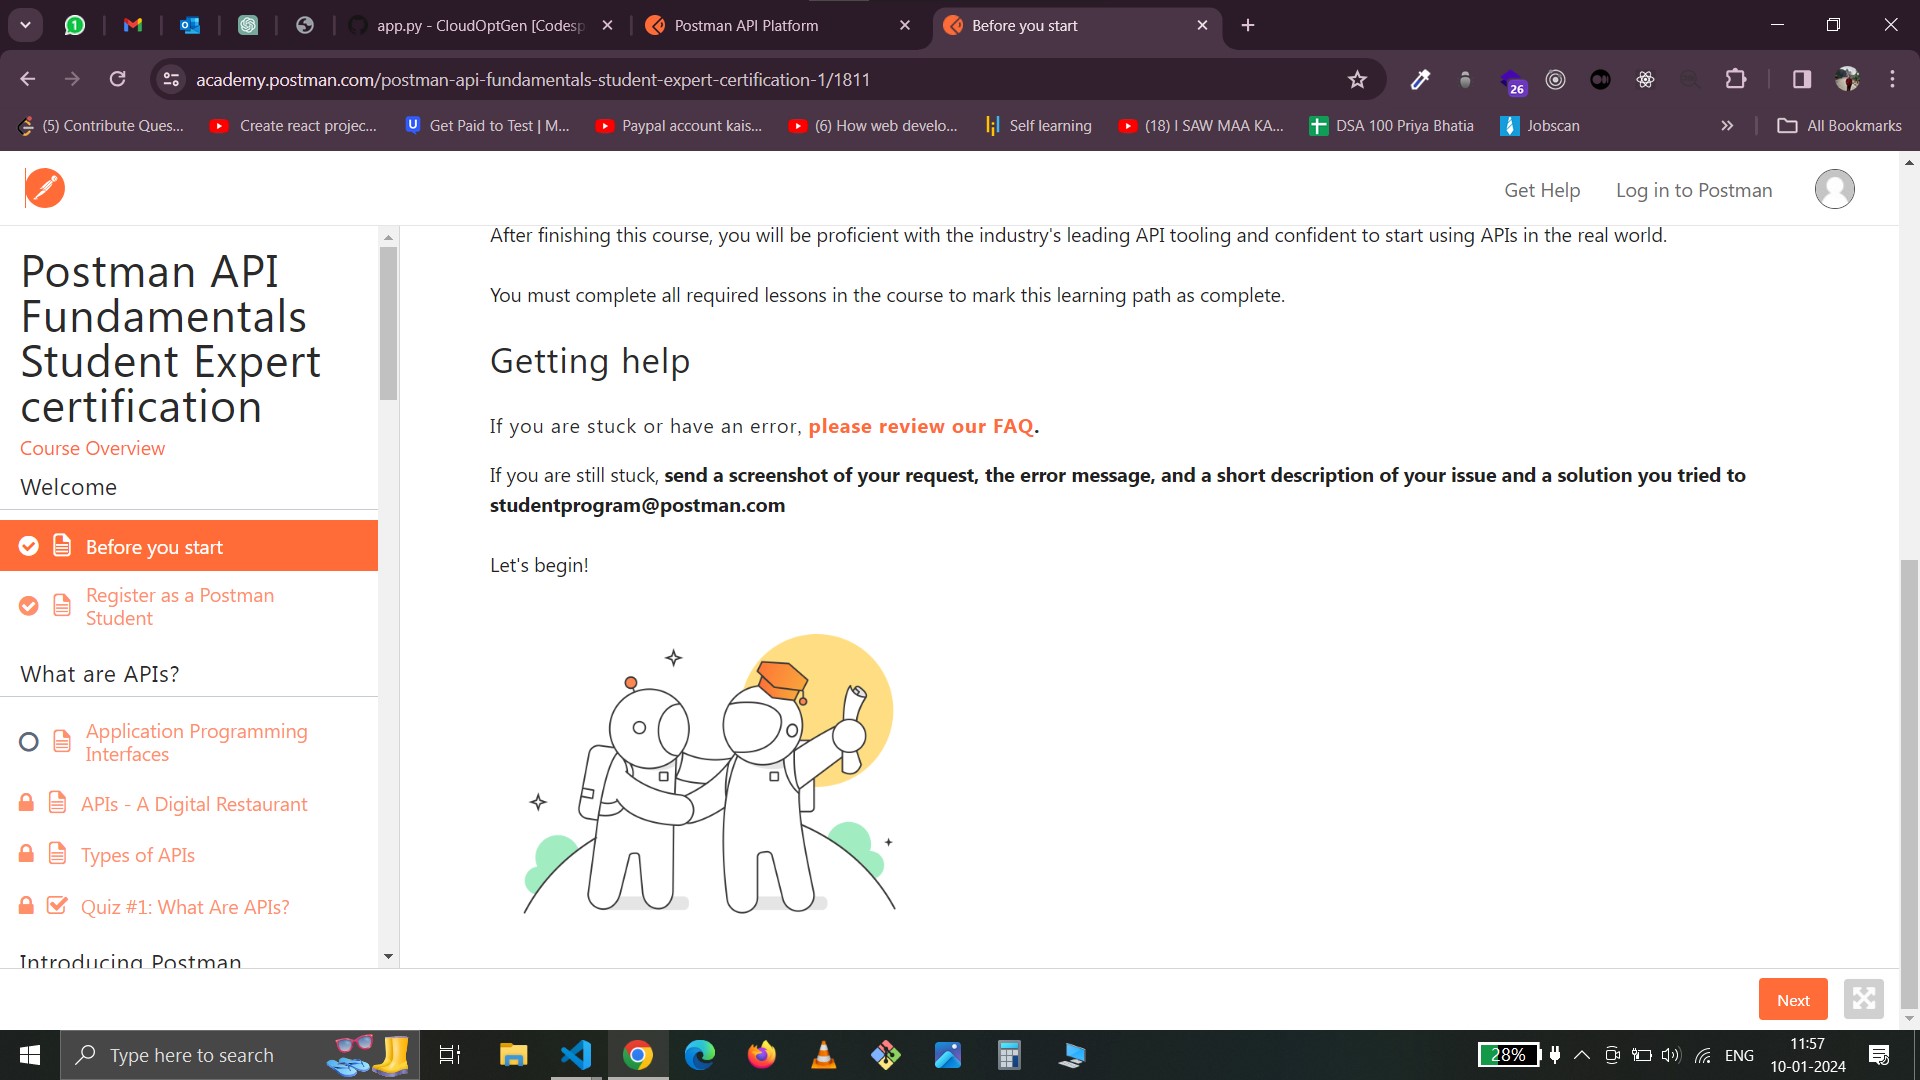 1
app.py - CloudOptGen [Codesp
Postman API Platform
Before you start
academy.postman.com/postman-api-fundamentals-student-expert-certification-1/1811
26
(5) Contribute Ques...
Create react projec...
Get Paid to Test | M...
Paypal account kais...
(6) How web develo...
Self learning
(18) I SAW MAA KA...
DSA 100 Priya Bhatia
Jobscan
All Bookmarks
Get Help
Log in to Postman
Postman API
Fundamentals
Student Expert
certification
Course Overview
Welcome
Before you start
Register as a Postman
Student
What are APIs?
Application Programming
Interfaces
APIs - A Digital Restaurant
Types of APIs
Quiz #1: What Are APIs?
Introducing Postman
After finishing this course, you will be proficient with the industry's leading API tooling and confident to start using APIs in the real world.
You must complete all required lessons in the course to mark this learning path as complete.
Getting help
If you are stuck or have an error, please review our FAQ.
If you are still stuck, send a screenshot of your request, the error message, and a short description of your issue and a solution you tried to
studentprogram@postman.com
Let's begin!
Next
Type here to search
28%
ENG
11:57
10-01-2024